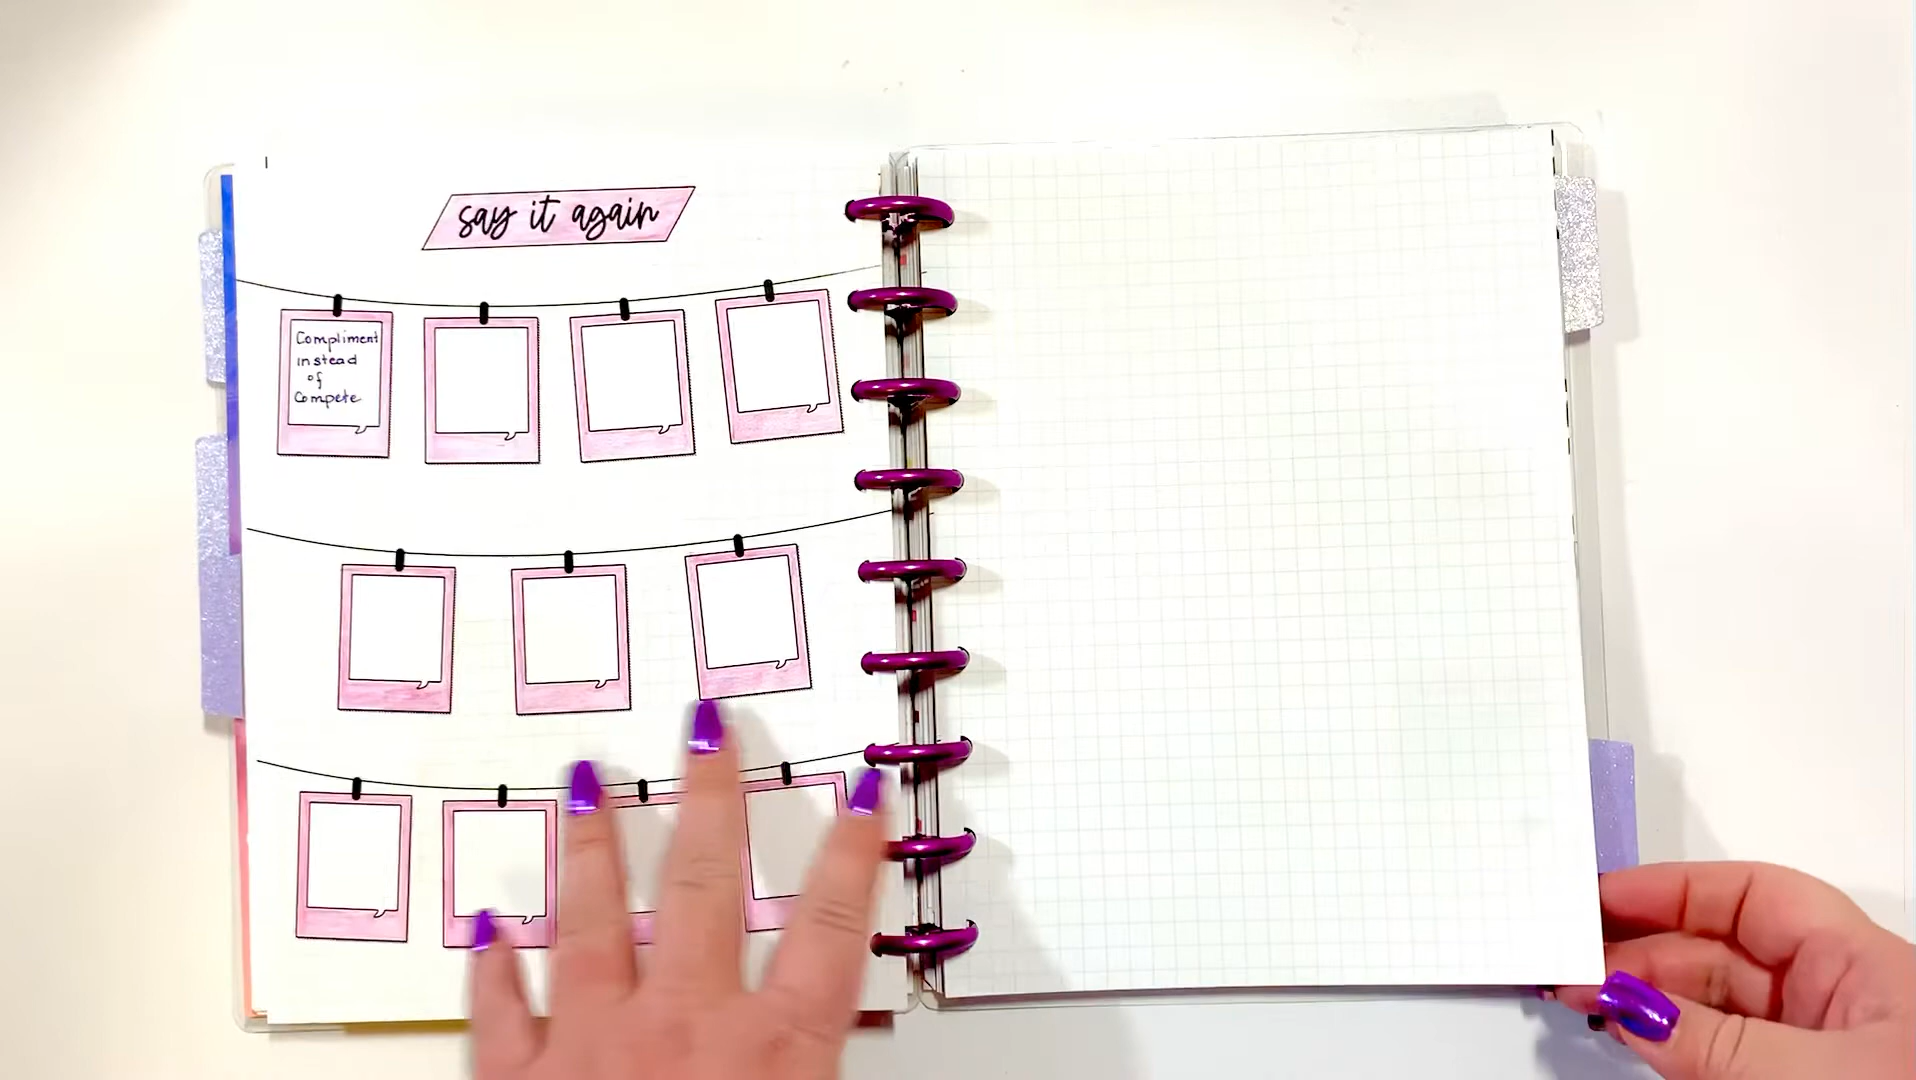 say it again
Compliment
instead
of
Compete